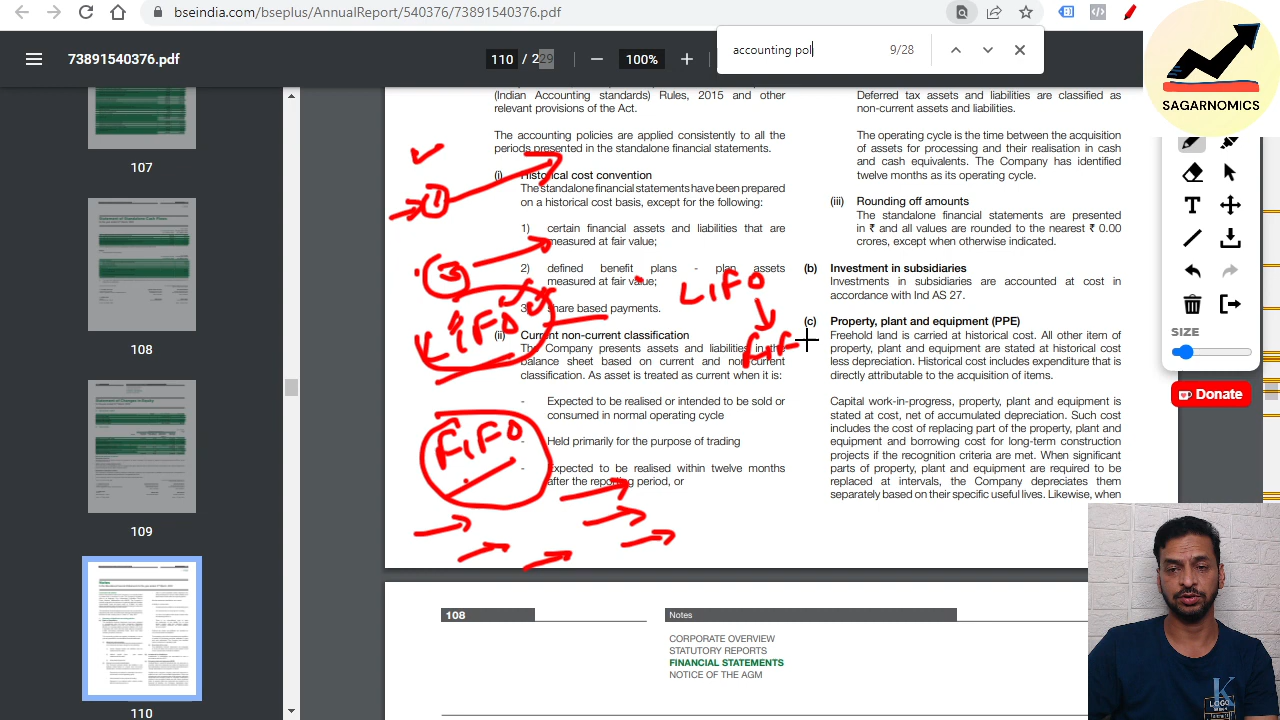 bseindia.com/bseplus/AnnualReport/540376/73891540376.pdf
accounting pol
9/28
73891540376.pdf
110 / 229
100%
SAGARNOMICS
107
108
109
110
(Indian Accounting standards) Rules, 2015 and other
relevant provisions of the Act.
The accounting policies are applied consistently to all the
periods presented in the standalone financial statements.
(i) Historical cost convention
The standalone financial statements have been prepared
on a historical cost basis, except for the following:
1) certain financial assets and liabilities that are
measured at fair value;
2) defined benefit plans - plan assets
measured at fair value;
3) share based payments.
(ii) Current non-current classification
The Company presents assets and liabilities in the
balance sheet based on current and non-current
classification. As asset is treated as current when it is:
- Expected to be realised or intended to be sold or
consumed in normal operating cycle
- Held primarily for the purpose of trading
- Expected to be realised within twelve months
after the reporting period, or
LIFO
FIFO
Deferred tax assets and liabilities are classified as
non-current assets and liabilities.
The operating cycle is the time between the acquisition
of assets for processing and their realisation in cash
and cash equivalents. The Company has identified
twelve months as its operating cycle.
(iii) Rounding off amounts
The standalone financial statements are presented
in ₹ and all values are rounded to the nearest ₹ 0.00
crores, except when otherwise indicated.
(b) Investment in subsidiaries
Investments in subsidiaries are accounted at cost in
accordance with Ind AS 27.
(c) Property, plant and equipment (PPE)
Freehold land is carried at historical cost. All other item of
property, plant and equipment are stated at historical cost
less depreciation. Historical cost includes expenditure that is
directly attributable to the acquisition of items.
Capital work-in-progress, property, plant and equipment is
stated at cost, net of accumulated depreciation. Such cost
includes the cost of replacing part of the property, plant and
equipment and borrowing cost for long-term construction
projects if the recognition criteria are met. When significant
parts of property, plant and equipment are required to be
replaced at intervals, the Company depreciates them
separately based on their specific useful lives. Likewise, when
108
Notes
CORPORATE OVERVIEW
STATUTORY REPORTS
FINANCIAL STATEMENTS
NOTICE OF THE AGM
T
SIZE
Donate
K
LOGO